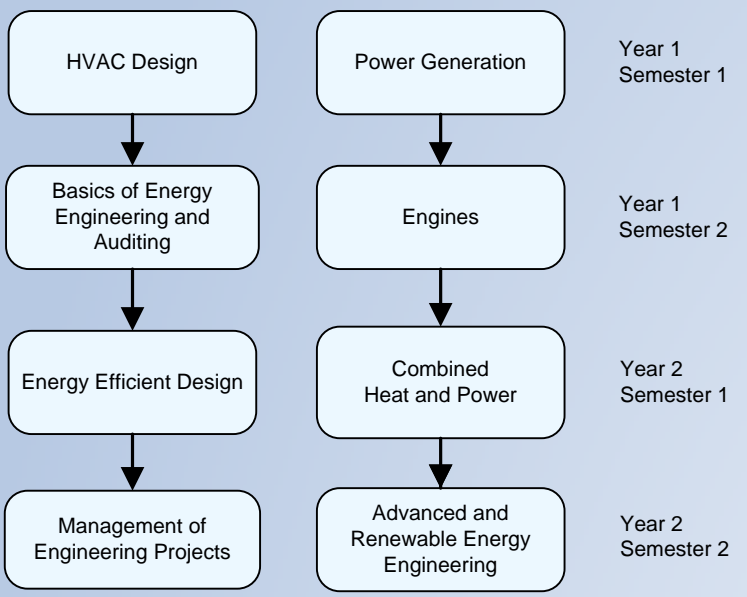 HVAC Design
Power Generation
Year 1
Semester 1
Basics of Energy
Engineering and
Auditing
Engines
Year 1
Semester 2
Energy Efficient Design
Combined
Heat and Power
Year 2
Semester 1
Management of
Engineering Projects
Advanced and
Renewable Energy
Engineering
Year 2
Semester 2